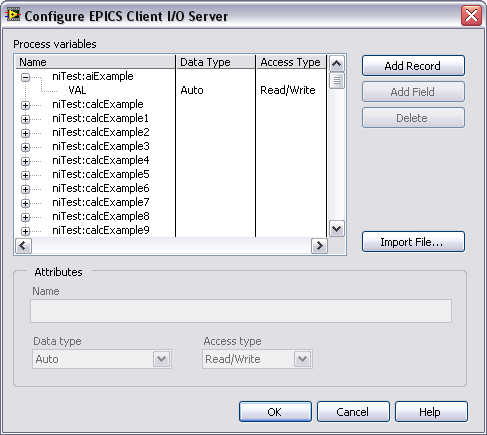 Configure EPICS Client I/O Server
Process variables
Name Data Type Access Type
niTest:aiExample
VAL Auto Read/Write
niTest:calcExample
niTest:calcExample1
niTest:calcExample2
niTest:calcExample3
niTest:calcExample4
niTest:calcExample5
niTest:calcExample6
niTest:calcExample7
niTest:calcExample8
niTest:calcExample9
Add Record
Add Field
Delete
Import File...
Attributes
Name
Data type Access type
Auto Read/Write
OK Cancel Help